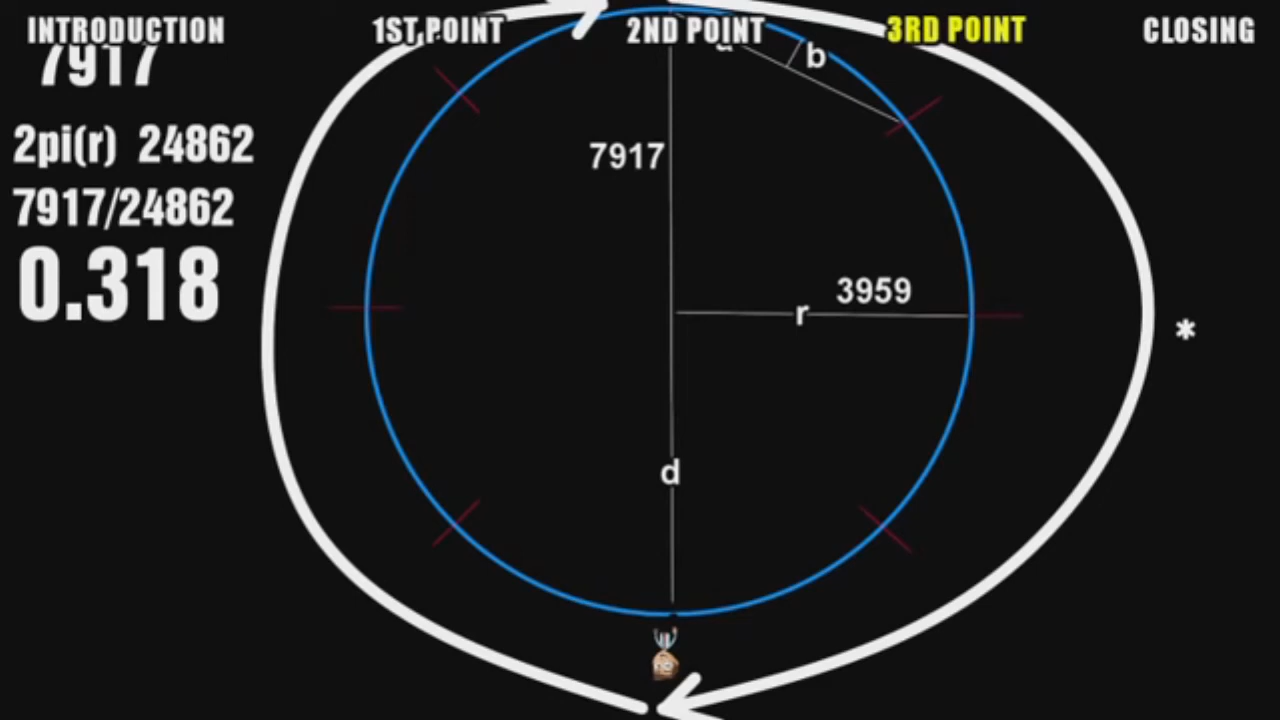 INTRODUCTION 1ST POINT 2ND POINT 3RD POINT CLOSING
7917
2pi(r) 24862
7917/24862
0.318
a
b
7917
3959
r
*
d